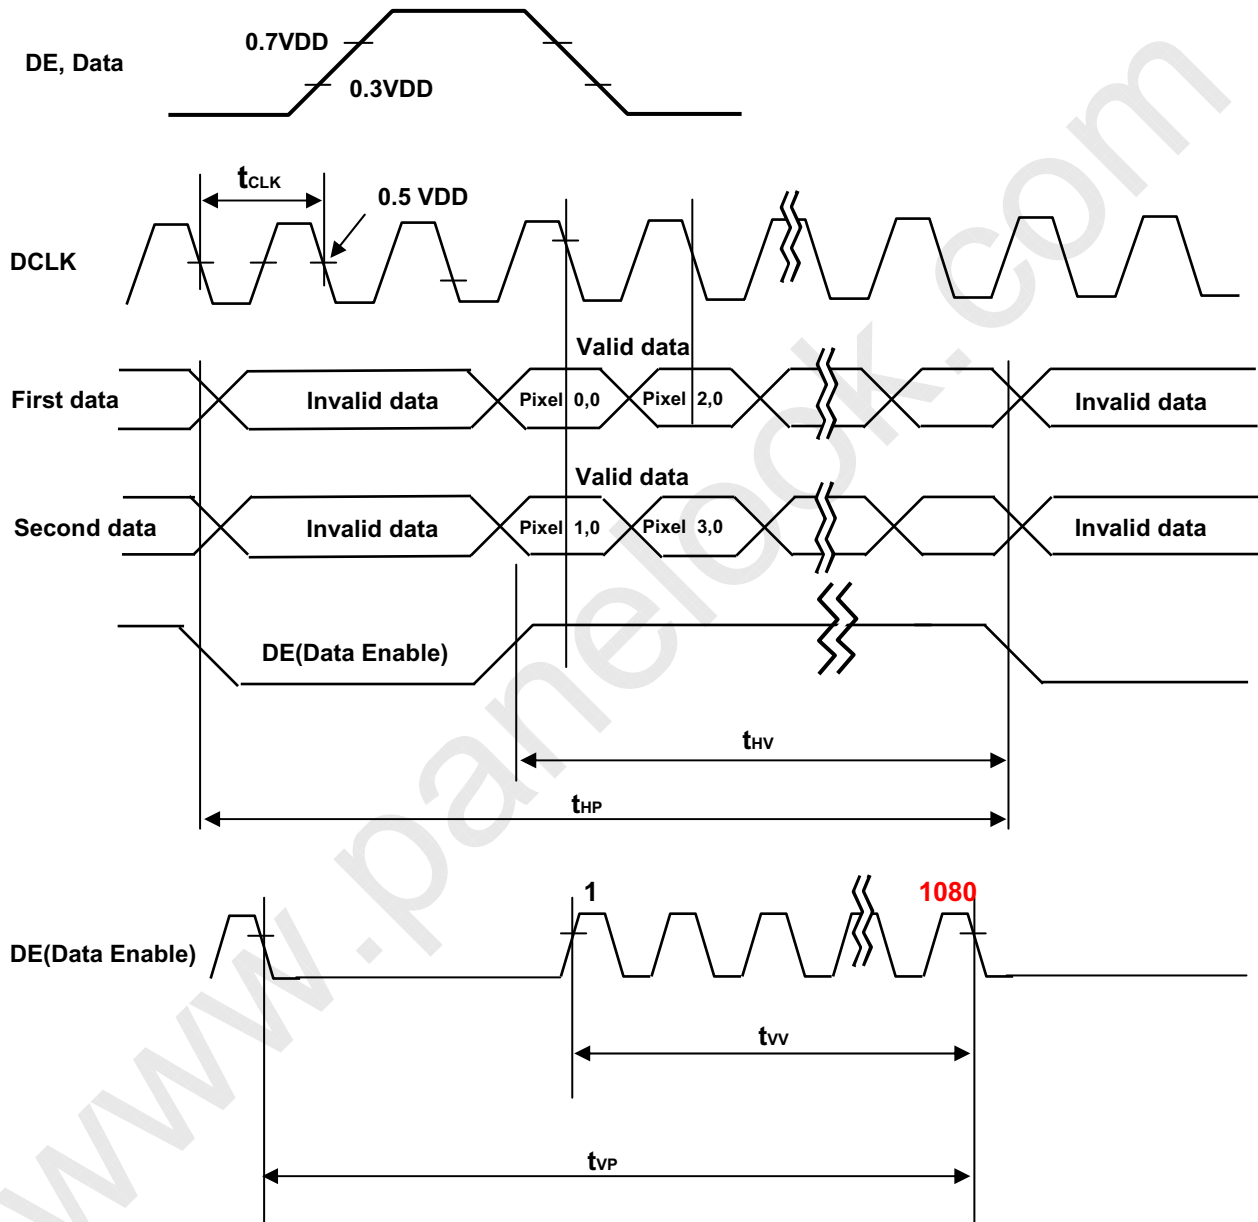 0.7VDD
DE, Data
0.3VDD
tCLK
0.5 VDD
DCLK
Valid data
First data
Invalid data
Pixel 0,0
Pixel 2,0
Invalid data
Valid data
Second data
Invalid data
Pixel 1,0
Pixel 3,0
Invalid data
DE(Data Enable)
tHV
tHP
1
1080
DE(Data Enable)
tVV
tVP
www.panelook.com